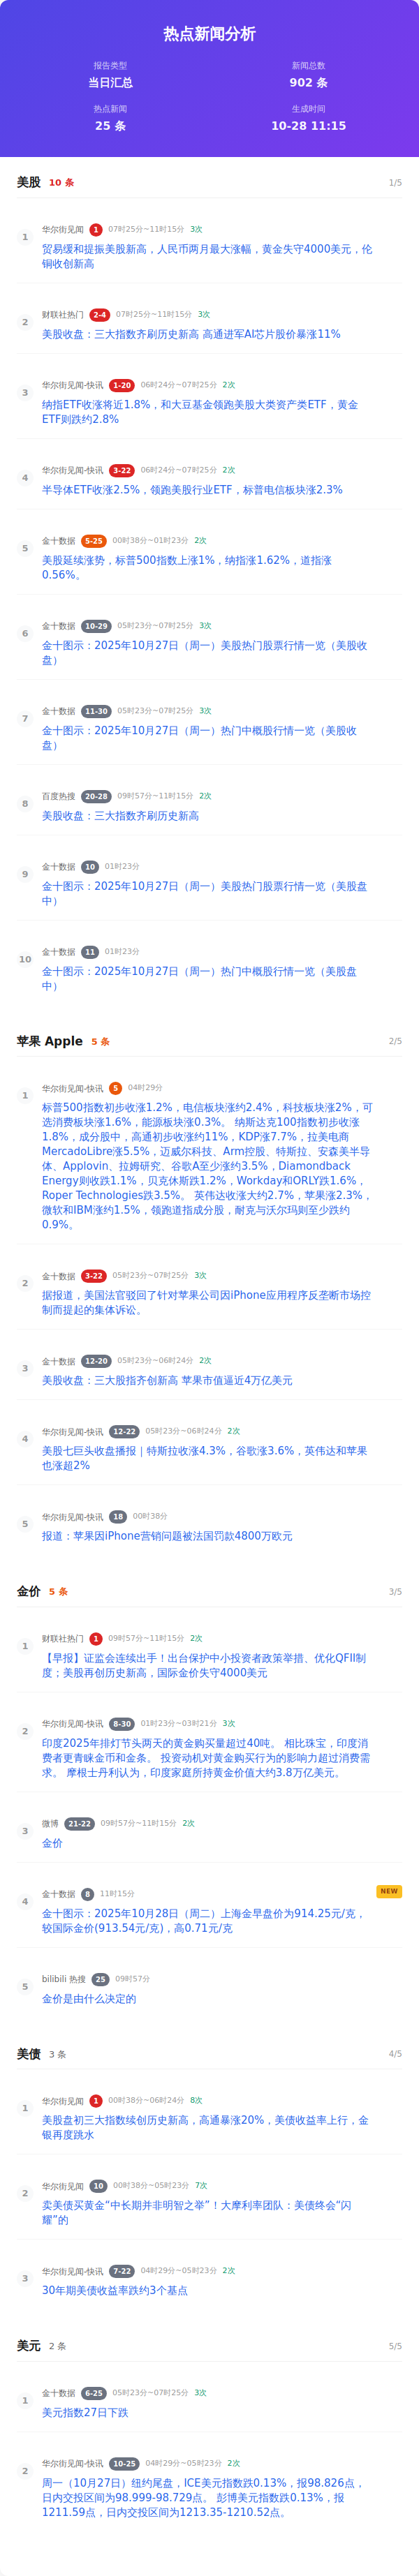 热点新闻分析
报告类型
当日汇总
新闻总数
902 条
热点新闻
25 条
生成时间
10-28 11:15
美股 10 条 1/5
1 华尔街见闻 1 07时25分~11时15分 3次
贸易缓和提振美股新高，人民币两月最大涨幅，黄金失守4000美元，伦
铜收创新高
2 财联社热门 2-4 07时25分~11时15分 3次
美股收盘：三大指数齐刷历史新高 高通进军AI芯片股价暴涨11%
3 华尔街见闻-快讯 1-20 06时24分~07时25分 2次
纳指ETF收涨将近1.8%，和大豆基金领跑美股大类资产类ETF，黄金
ETF则跌约2.8%
4 华尔街见闻-快讯 3-22 06时24分~07时25分 2次
半导体ETF收涨2.5%，领跑美股行业ETF，标普电信板块涨2.3%
5 金十数据 5-25 00时38分~01时23分 2次
美股延续涨势，标普500指数上涨1%，纳指涨1.62%，道指涨
0.56%。
6 金十数据 10-29 05时23分~07时25分 3次
金十图示：2025年10月27日（周一）美股热门股票行情一览（美股收
盘）
7 金十数据 11-30 05时23分~07时25分 3次
金十图示：2025年10月27日（周一）热门中概股行情一览（美股收
盘）
8 百度热搜 20-28 09时57分~11时15分 2次
美股收盘：三大指数齐刷历史新高
9 金十数据 10 01时23分
金十图示：2025年10月27日（周一）美股热门股票行情一览（美股盘
中）
10 金十数据 11 01时23分
金十图示：2025年10月27日（周一）热门中概股行情一览（美股盘
中）
苹果 Apple 5 条 2/5
1 华尔街见闻-快讯 5 04时29分
标普500指数初步收涨1.2%，电信板块涨约2.4%，科技板块涨2%，可
选消费板块涨1.6%，能源板块涨0.3%。 纳斯达克100指数初步收涨
1.8%，成分股中，高通初步收涨约11%，KDP涨7.7%，拉美电商
MercadoLibre涨5.5%，迈威尔科技、Arm控股、特斯拉、安森美半导
体、Applovin、拉姆研究、谷歌A至少涨约3.5%，Diamondback
Energy则收跌1.1%，贝克休斯跌1.2%，Workday和ORLY跌1.6%，
Roper Technologies跌3.5%。 英伟达收涨大约2.7%，苹果涨2.3%，
微软和IBM涨约1.5%，领跑道指成分股，耐克与沃尔玛则至少跌约
0.9%。
2 金十数据 3-22 05时23分~07时25分 3次
据报道，美国法官驳回了针对苹果公司因iPhone应用程序反垄断市场控
制而提起的集体诉讼。
3 金十数据 12-20 05时23分~06时24分 2次
美股收盘：三大股指齐创新高 苹果市值逼近4万亿美元
4 华尔街见闻-快讯 12-22 05时23分~06时24分 2次
美股七巨头收盘播报｜特斯拉收涨4.3%，谷歌涨3.6%，英伟达和苹果
也涨超2%
5 华尔街见闻-快讯 18 00时38分
报道：苹果因iPhone营销问题被法国罚款4800万欧元
金价 5 条 3/5
1 财联社热门 1 09时57分~11时15分 2次
【早报】证监会连续出手！出台保护中小投资者政策举措、优化QFII制
度；美股再创历史新高，国际金价失守4000美元
2 华尔街见闻-快讯 8-30 01时23分~03时21分 3次
印度2025年排灯节头两天的黄金购买量超过40吨。 相比珠宝，印度消
费者更青睐金币和金条。 投资动机对黄金购买行为的影响力超过消费需
求。 摩根士丹利认为，印度家庭所持黄金价值大约3.8万亿美元。
3 微博 21-22 09时57分~11时15分 2次
金价
4 金十数据 8 11时15分 NEW
金十图示：2025年10月28日（周二）上海金早盘价为914.25元/克，
较国际金价(913.54元/克)，高0.71元/克
5 bilibili 热搜 25 09时57分
金价是由什么决定的
美债 3 条 4/5
1 华尔街见闻 1 00时38分~06时24分 8次
美股盘初三大指数续创历史新高，高通暴涨20%，美债收益率上行，金
银再度跳水
2 华尔街见闻 10 00时38分~05时23分 7次
卖美债买黄金“中长期并非明智之举”！大摩利率团队：美债终会“闪
耀”的
3 华尔街见闻-快讯 7-22 04时29分~05时23分 2次
30年期美债收益率跌约3个基点
美元 2 条 5/5
1 金十数据 6-25 05时23分~07时25分 3次
美元指数27日下跌
2 华尔街见闻-快讯 10-25 04时29分~05时23分 2次
周一（10月27日）纽约尾盘，ICE美元指数跌0.13%，报98.826点，
日内交投区间为98.999-98.729点。 彭博美元指数跌0.13%，报
1211.59点，日内交投区间为1213.35-1210.52点。